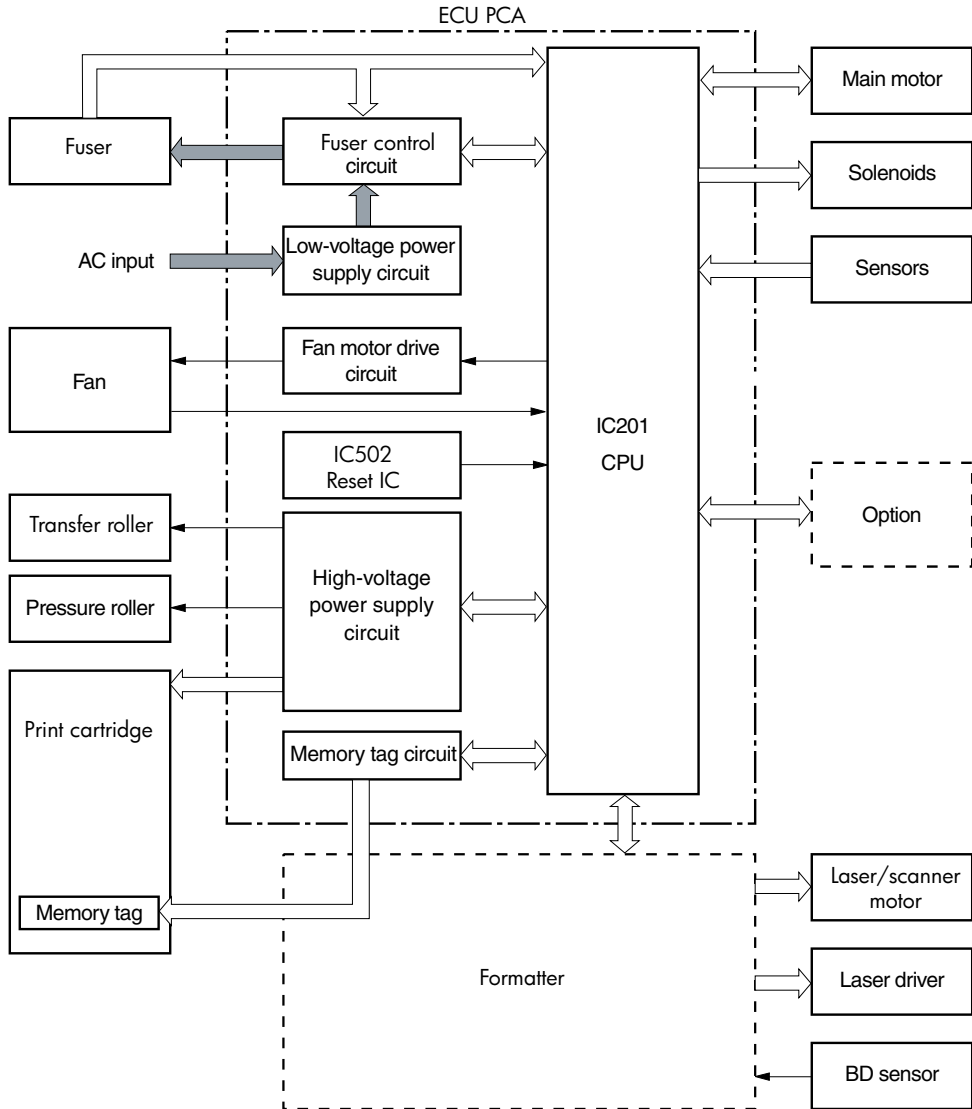 ECU PCA
Main motor
Fuser
Fuser control
circuit
Solenoids
AC input
Low-voltage power
supply circuit
Sensors
Fan
Fan motor drive
circuit
IC201
CPU
IC502
Reset IC
Option
Transfer roller
Pressure roller
High-voltage
power supply
circuit
Print cartridge
Memory tag circuit
Memory tag
Formatter
Laser/scanner
motor
Laser driver
BD sensor